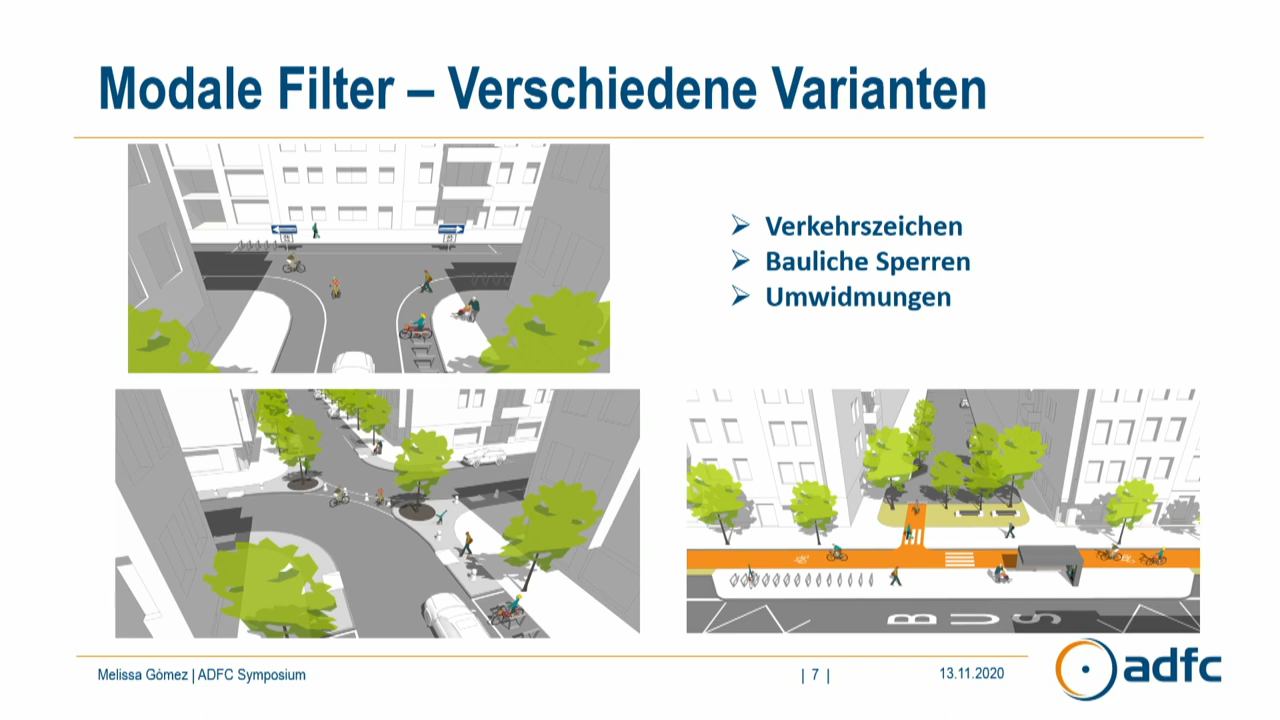 Modale Filter – Verschiedene Varianten
Verkehrszeichen
Bauliche Sperren
Umwidmungen
BUS
Melissa Gómez | ADFC Symposium
| 7 |
13.11.2020
adfc